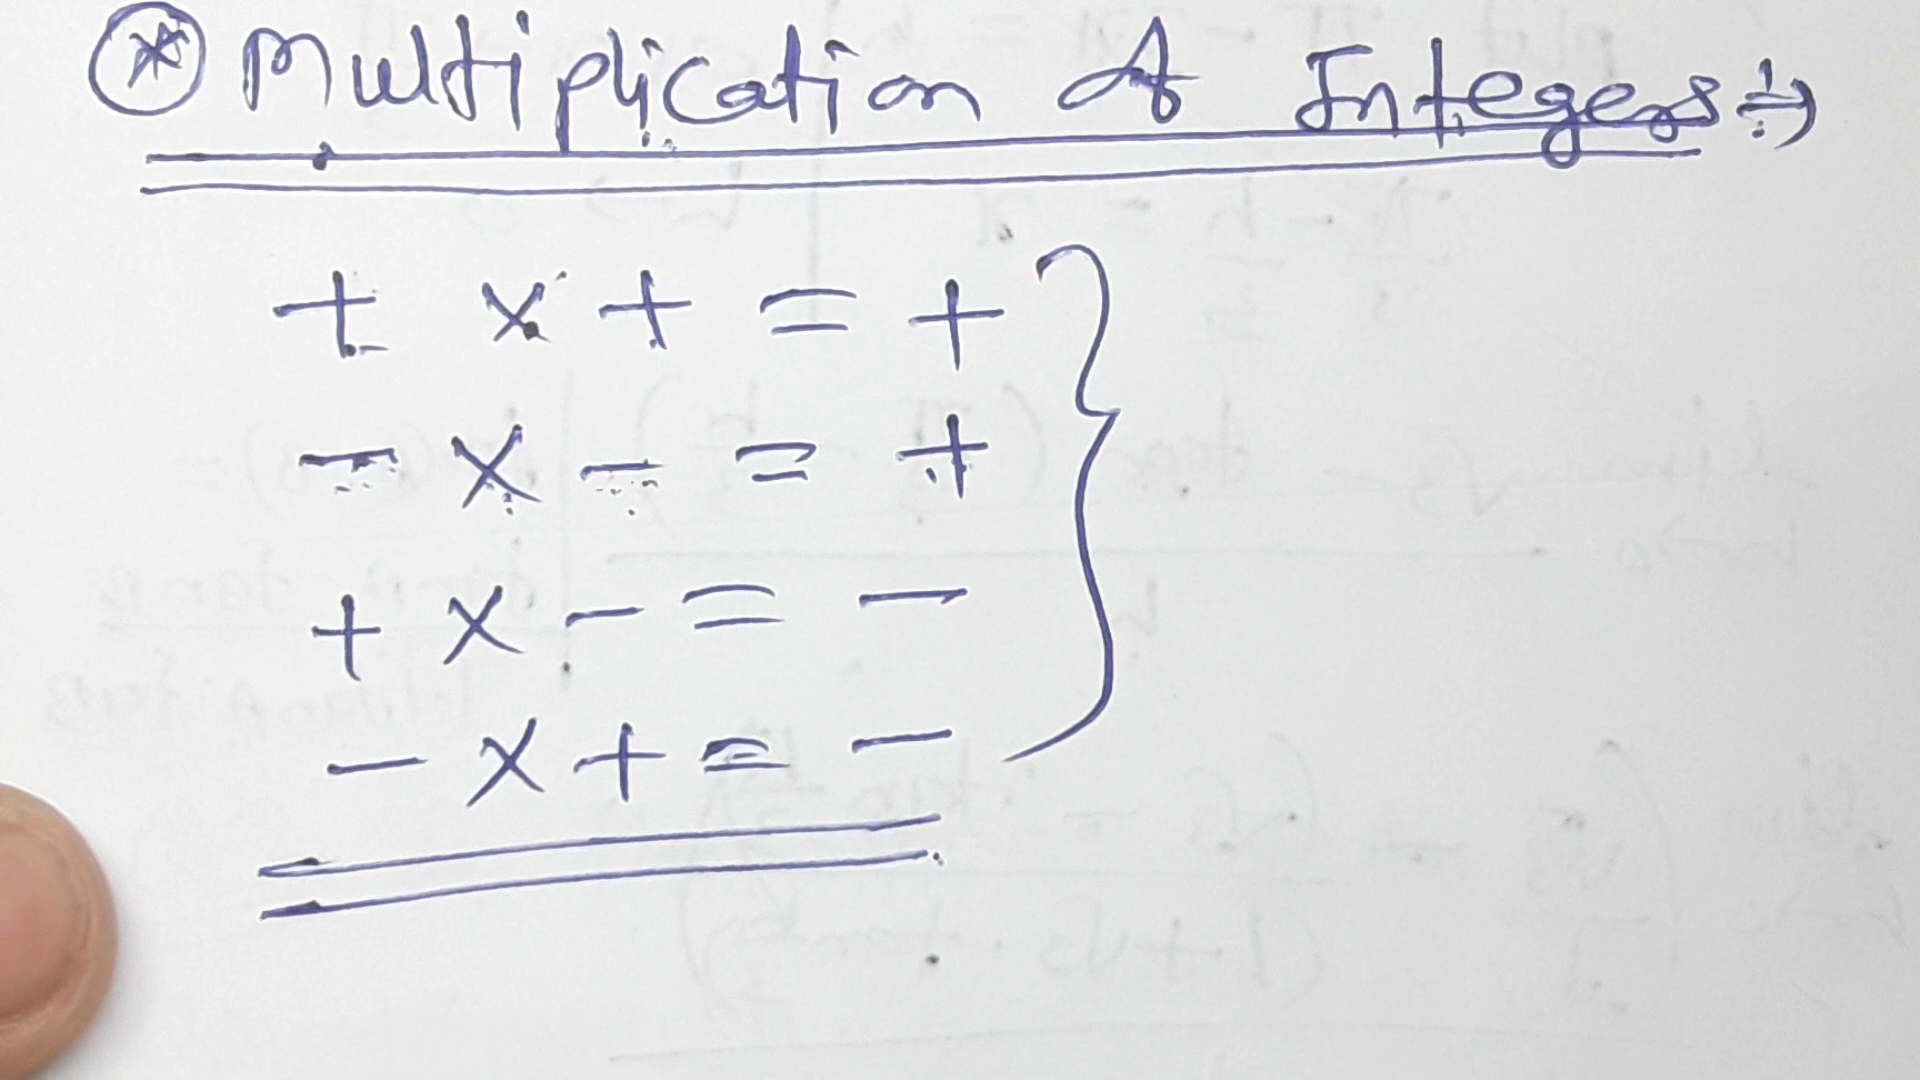 * Multiplication of Integers :->
+ x + = +
- x - = +
+ x - = -
- x + = -